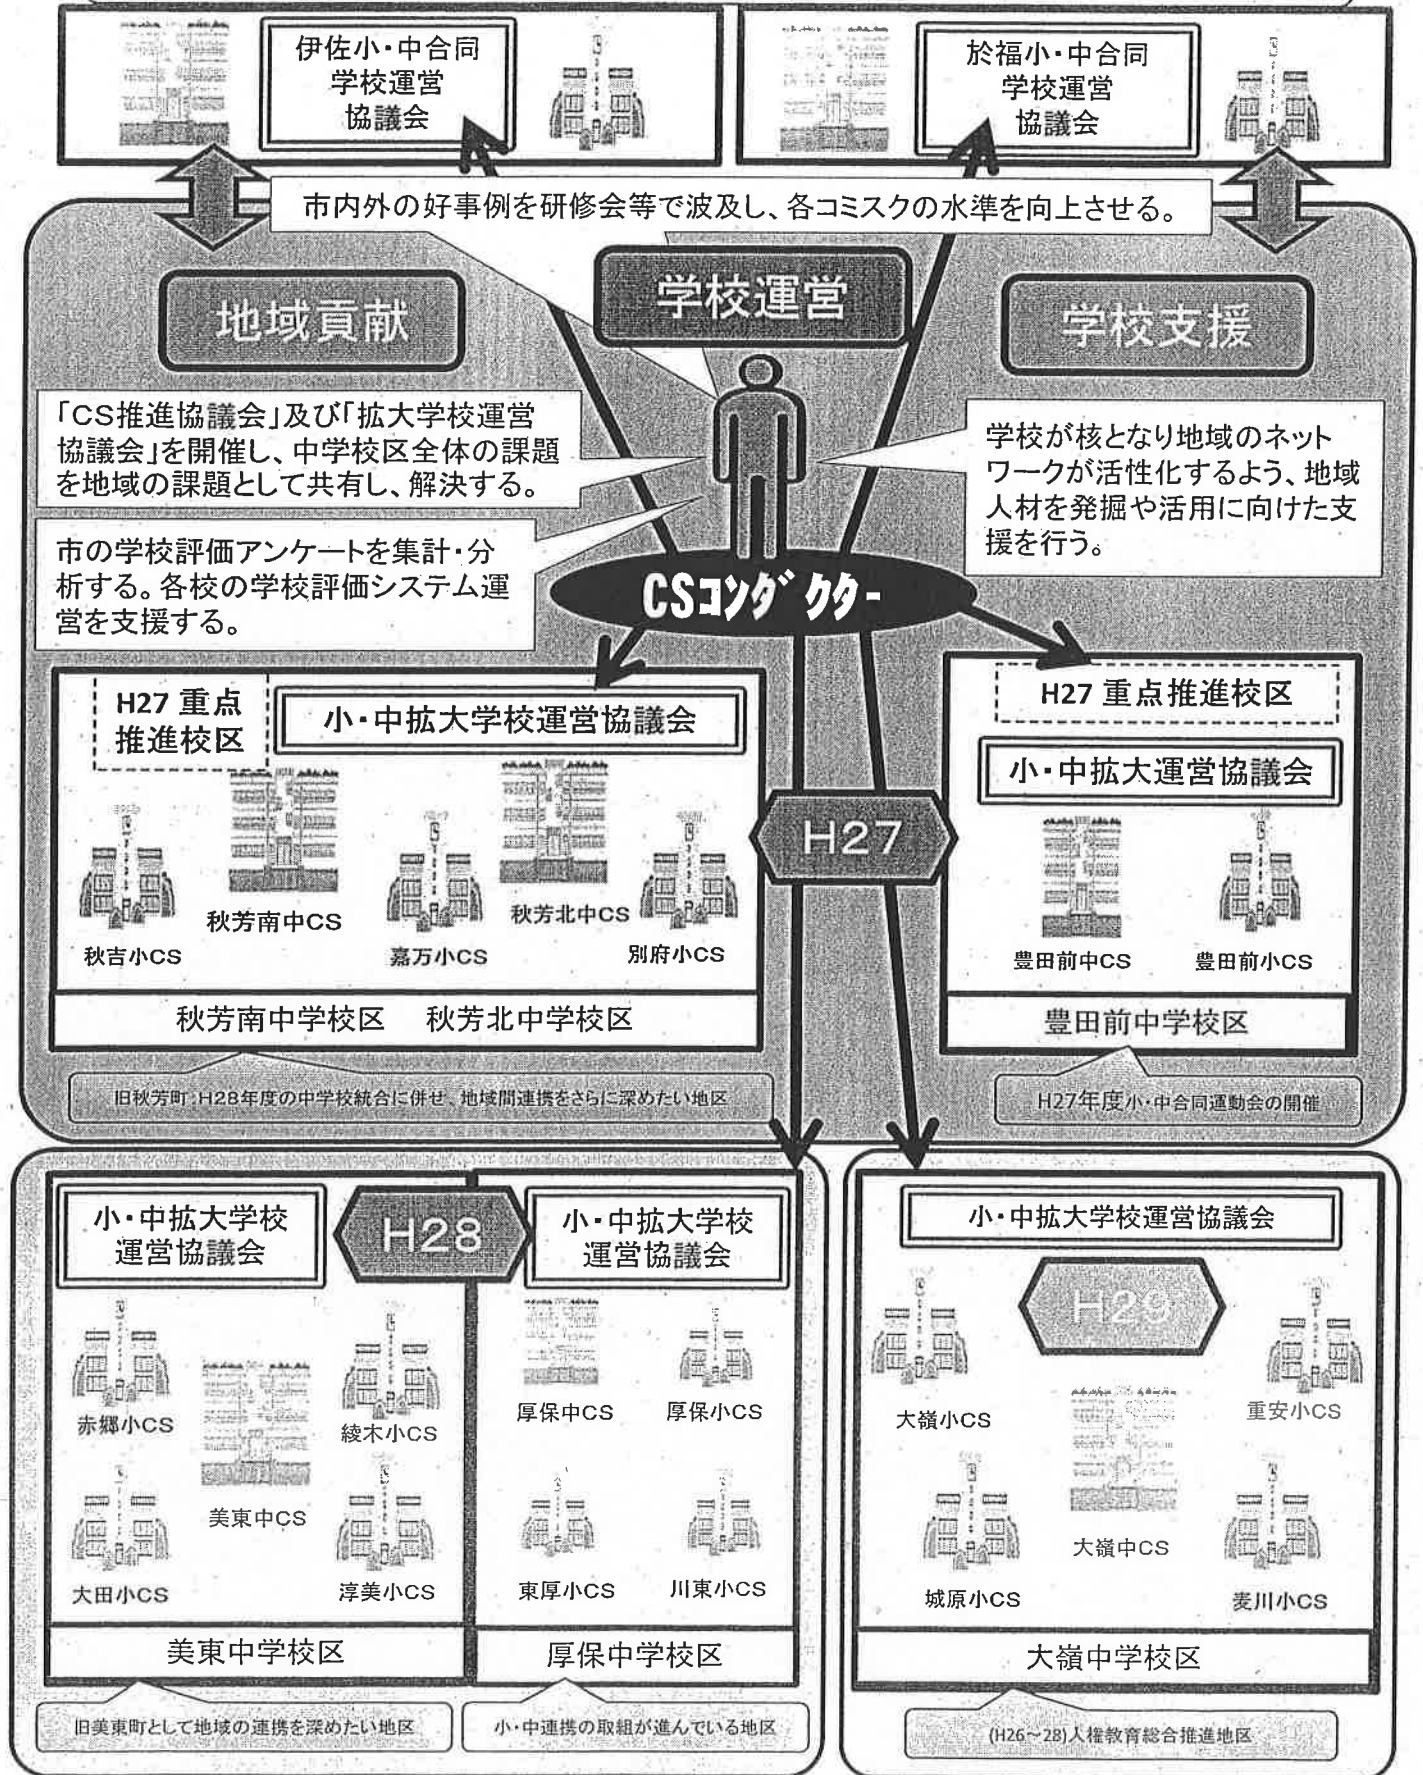 伊佐小・中合同
学校運営
協議会
於福小・中合同
学校運営
協議会
市内外の好事例を研修会等で波及し、各コミスクの水準を向上させる。
地域貢献
学校運営
学校支援
「CS推進協議会」及び「拡大学校運営
協議会」を開催し、中学校区全体の課題
を地域の課題として共有し、解決する。
学校が核となり地域のネット
ワークが活性化するよう、地域
人材を発掘や活用に向けた支
援を行う。
市の学校評価アンケートを集計・分
析する。各校の学校評価システム運
営を支援する。
CSコンダクター
H27 重点
推進校区
小・中拡大学校運営協議会
秋吉小CS
秋芳南中CS
嘉万小CS
秋芳北中CS
別府小CS
秋芳南中学校区 秋芳北中学校区
旧秋芳町:H28年度の中学校統合に併せ、地域間連携をさらに深めたい地区
H27
H27 重点推進校区
小・中拡大運営協議会
豊田前中CS
豊田前小CS
豊田前中学校区
H27年度小・中合同運動会の開催
小・中拡大学校
運営協議会
H28
小・中拡大学校
運営協議会
赤郷小CS
綾木小CS
美東中CS
大田小CS
淳美小CS
美東中学校区
旧美東町として地域の連携を深めたい地区
厚保中CS
厚保小CS
東厚小CS
川東小CS
厚保中学校区
小・中連携の取組が進んでいる地区
小・中拡大学校運営協議会
H29
大嶺小CS
重安小CS
大嶺中CS
城原小CS
麦川小CS
大嶺中学校区
(H26~28)人権教育総合推進地区